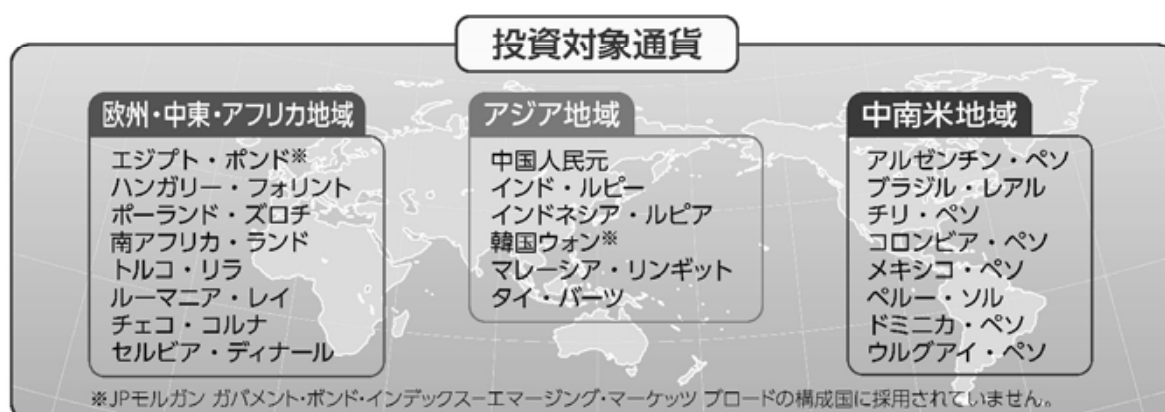 投資対象通貨
欧州・中東・アフリカ地域
エジプト・ポンド※
ハンガリー・フォリント
ポーランド・ズロチ
南アフリカ・ランド
トルコ・リラ
ルーマニア・レイ
チェコ・コルナ
セルビア・ディナール
アジア地域
中国人民元
インド・ルピー
インドネシア・ルピア
韓国ウォン※
マレーシア・リンギット
タイ・バーツ
中南米地域
アルゼンチン・ペソ
ブラジル・レアル
チリ・ペソ
コロンビア・ペソ
メキシコ・ペソ
ペルー・ソル
ドミニカ・ペソ
ウルグアイ・ペソ
※JPモルガン ガバメント・ボンド・インデックス－エマージング・マーケッツ ブロードの構成国に採用されていません。